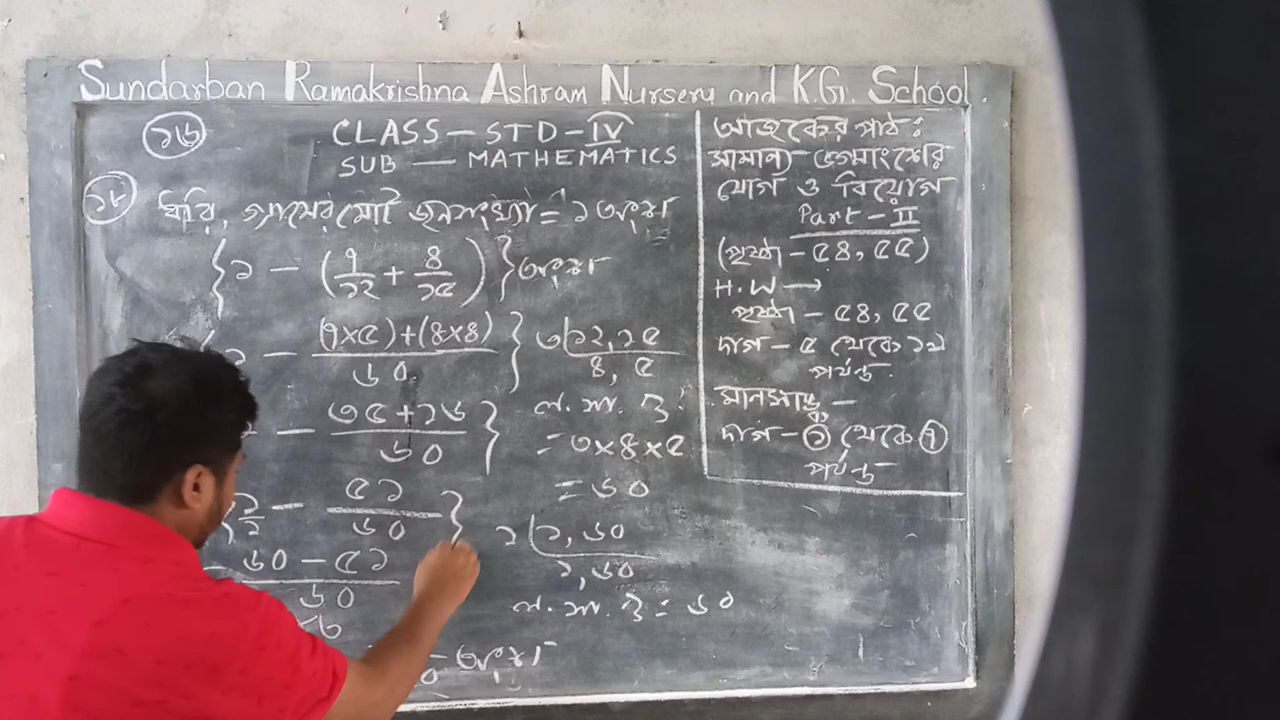 Sundarban Ramakrishna Ashram Nursery and K.G. School.
১৬
CLASS — STD - IV
SUB — MATHEMATICS
১৮ ধরি, গ্রামের মোট জনসংখ্যা = ১ অংশ
{১ - (৭/১২ + ৪/১৫)} অংশ
১ - (৭×৫)+(৪×৪)/৬০ }
- ৩৫+১৬/৬০ }
{১/১ - ৫১/৬০ }
৬০ - ৫১
৬০
অংশ
৩ | ১২, ১৫
৪, ৫
ল. সা. গু:
= ৩×৪×৫
= ৬০
১ | ১, ৬০
১, ৬০
ল. সা. গু = ৬০
আজকের পাঠ:
সামান্য ভগ্নাংশের
যোগ ও বিয়োগ
Part - II
(পৃষ্ঠা - ৫৪, ৫৫)
H.W →
পৃষ্ঠা - ৫৪, ৫৫
দাগ - ৫ থেকে
পর্যন্ত
মানসাঙ্ক -
দাগ - ১ থেকে ৭
পর্যন্ত